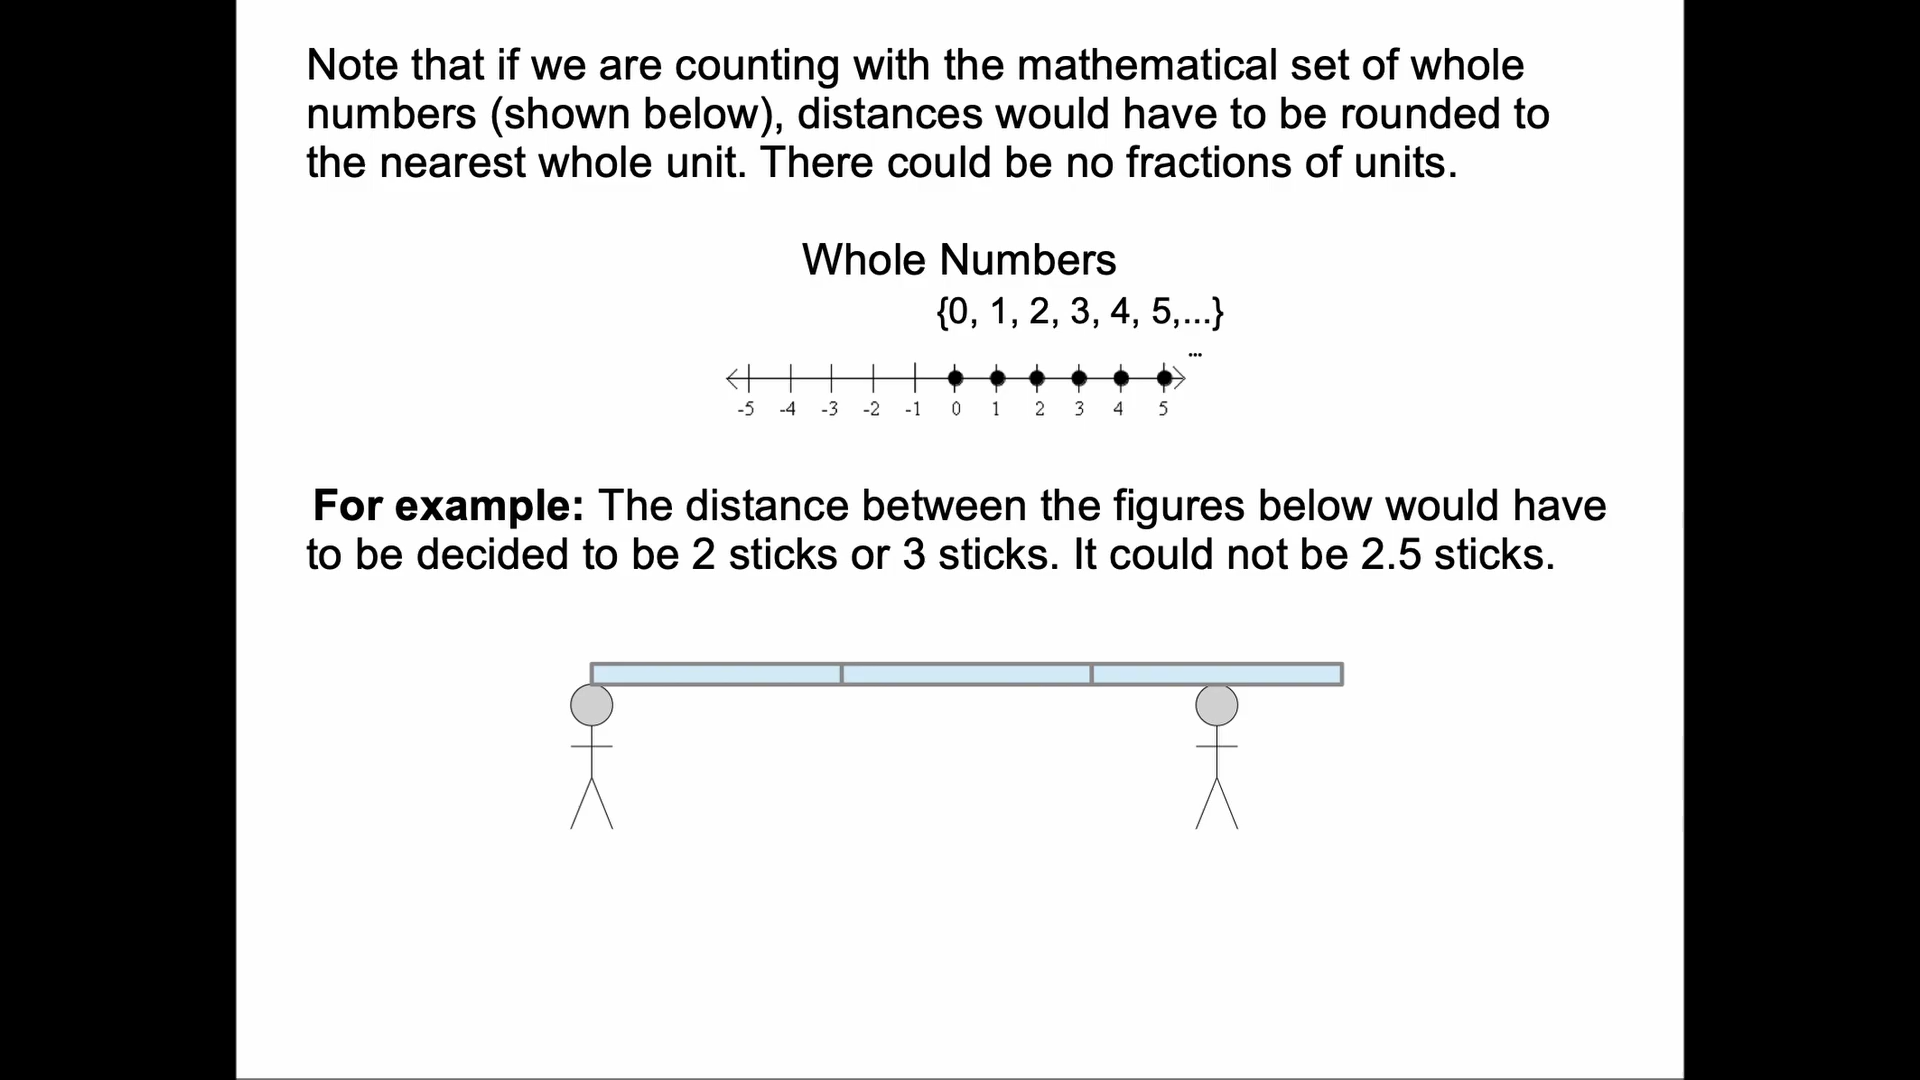 Note that if we are counting with the mathematical set of whole
numbers (shown below), distances would have to be rounded to
the nearest whole unit. There could be no fractions of units.
Whole Numbers
{0, 1, 2, 3, 4, 5,...}
...
-5 -4 -3 -2 -1 0 1 2 3 4 5
For example: The distance between the figures below would have
to be decided to be 2 sticks or 3 sticks. It could not be 2.5 sticks.